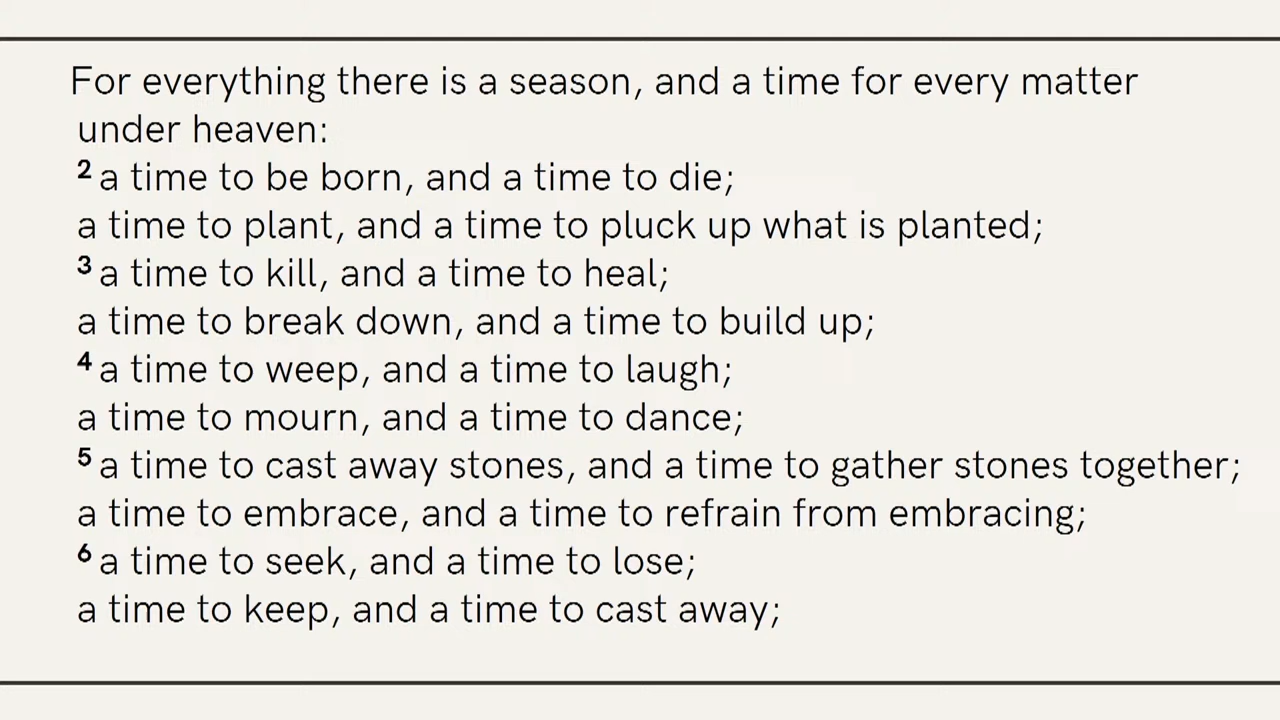 For everything there is a season, and a time for every matter
under heaven:
2 a time to be born, and a time to die;
a time to plant, and a time to pluck up what is planted;
3 a time to kill, and a time to heal;
a time to break down, and a time to build up;
4 a time to weep, and a time to laugh;
a time to mourn, and a time to dance;
5 a time to cast away stones, and a time to gather stones together;
a time to embrace, and a time to refrain from embracing;
6 a time to seek, and a time to lose;
a time to keep, and a time to cast away;